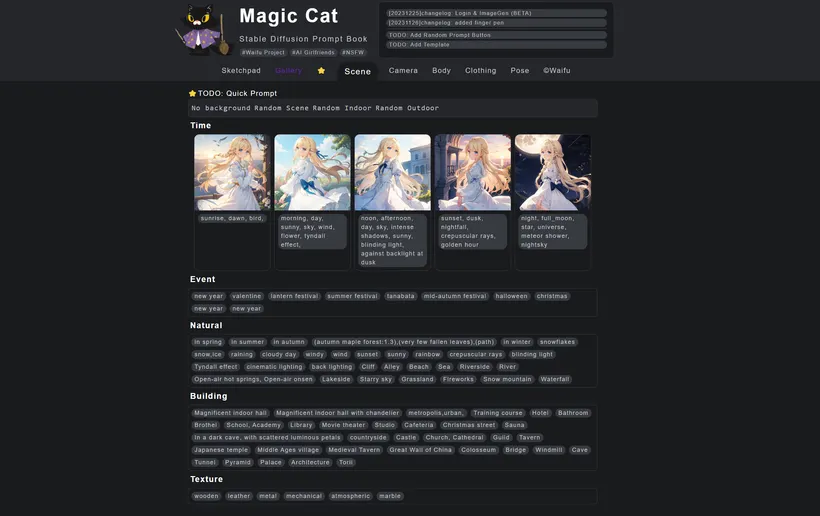 Magic Cat
Stable Diffusion Prompt Book
#Waifu Project #AI Girlfriends #NSFW
[20231225]changelog: Login & ImageGen (BETA)
[20231126]changelog: added finger pen
TODO: Add Random Prompt Button
TODO: Add Template
Sketchpad Quilery Scene Camera Body Clothing Pose ©Waifu
TODO: Quick Prompt
No background Random Scene Random Indoor Random Outdoor
Time
sunrise, dawn, bird,
morning, day,
sunny, sky, wind,
flower, tyndall
effect,
noon, afternoon,
day, sky, intense
shadows, sunny,
blinding light,
against backlight at
dusk
sunset, dusk,
nightfall,
crepuscular rays,
golden hour
night, full_moon,
star, universe,
meteor shower,
nightsky
Event
new year valentine lantern festival summer festival tanabata mid-autumn festival halloween christmas
new year new year
Natural
in spring in summer in autumn (autumn maple forest:1.3),(very few fallen leaves),(path) in winter snowflakes
snow,ice raining cloudy day windy wind sunset sunny rainbow crepuscular rays blinding light
Tyndall effect cinematic lighting back lighting Cliff Alley Beach Sea Riverside River
Open-air hot springs, Open-air onsen Lakeside Starry sky Grassland Fireworks Snow mountain Waterfall
Building
Magnificent indoor hall Magnificent indoor hall with chandelier metropolis,urban, Training course Hotel Bathroom
Brothel School, Academy Library Movie theater Studio Cafeteria Christmas street Sauna
In a dark cave, with scattered luminous petals countryside Castle Church, Cathedral Guild Tavern
Japanese temple Middle Ages village Medieval Tavern Great Wall of China Colosseum Bridge Windmill Cave
Tunnel Pyramid Palace Architecture Torii
Texture
wooden leather metal mechanical atmospheric marble